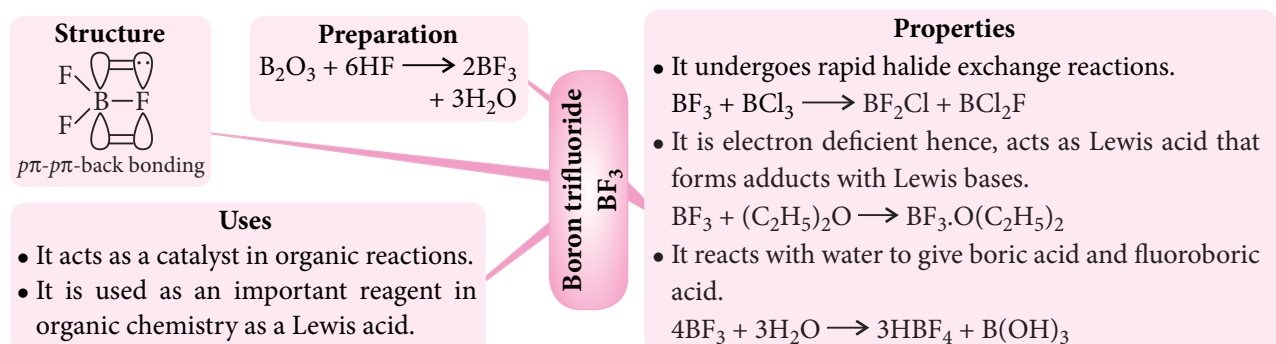 Structure
F
B – F
F
pπ-pπ-back bonding
Preparation
B₂O₃ + 6HF ⟶ 2BF₃
+ 3H₂O
Uses
• It acts as a catalyst in organic reactions.
• It is used as an important reagent in
organic chemistry as a Lewis acid.
Boron trifluoride
BF₃
Properties
• It undergoes rapid halide exchange reactions.
BF₃ + BCl₃ ⟶ BF₂Cl + BCl₂F
• It is electron deficient hence, acts as Lewis acid that
forms adducts with Lewis bases.
BF₃ + (C₂H₅)₂O ⟶ BF₃.O(C₂H₅)₂
• It reacts with water to give boric acid and fluoroboric
acid.
4BF₃ + 3H₂O ⟶ 3HBF₄ + B(OH)₃